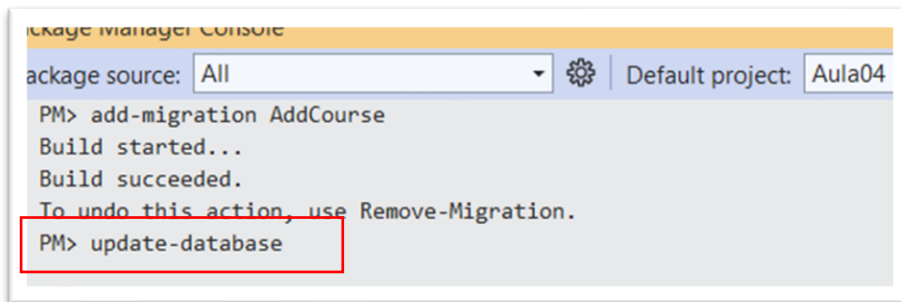 Package Manager Console
ackage source: All Default project: Aula04
PM> add-migration AddCourse
Build started...
Build succeeded.
To undo this action, use Remove-Migration.
PM> update-database